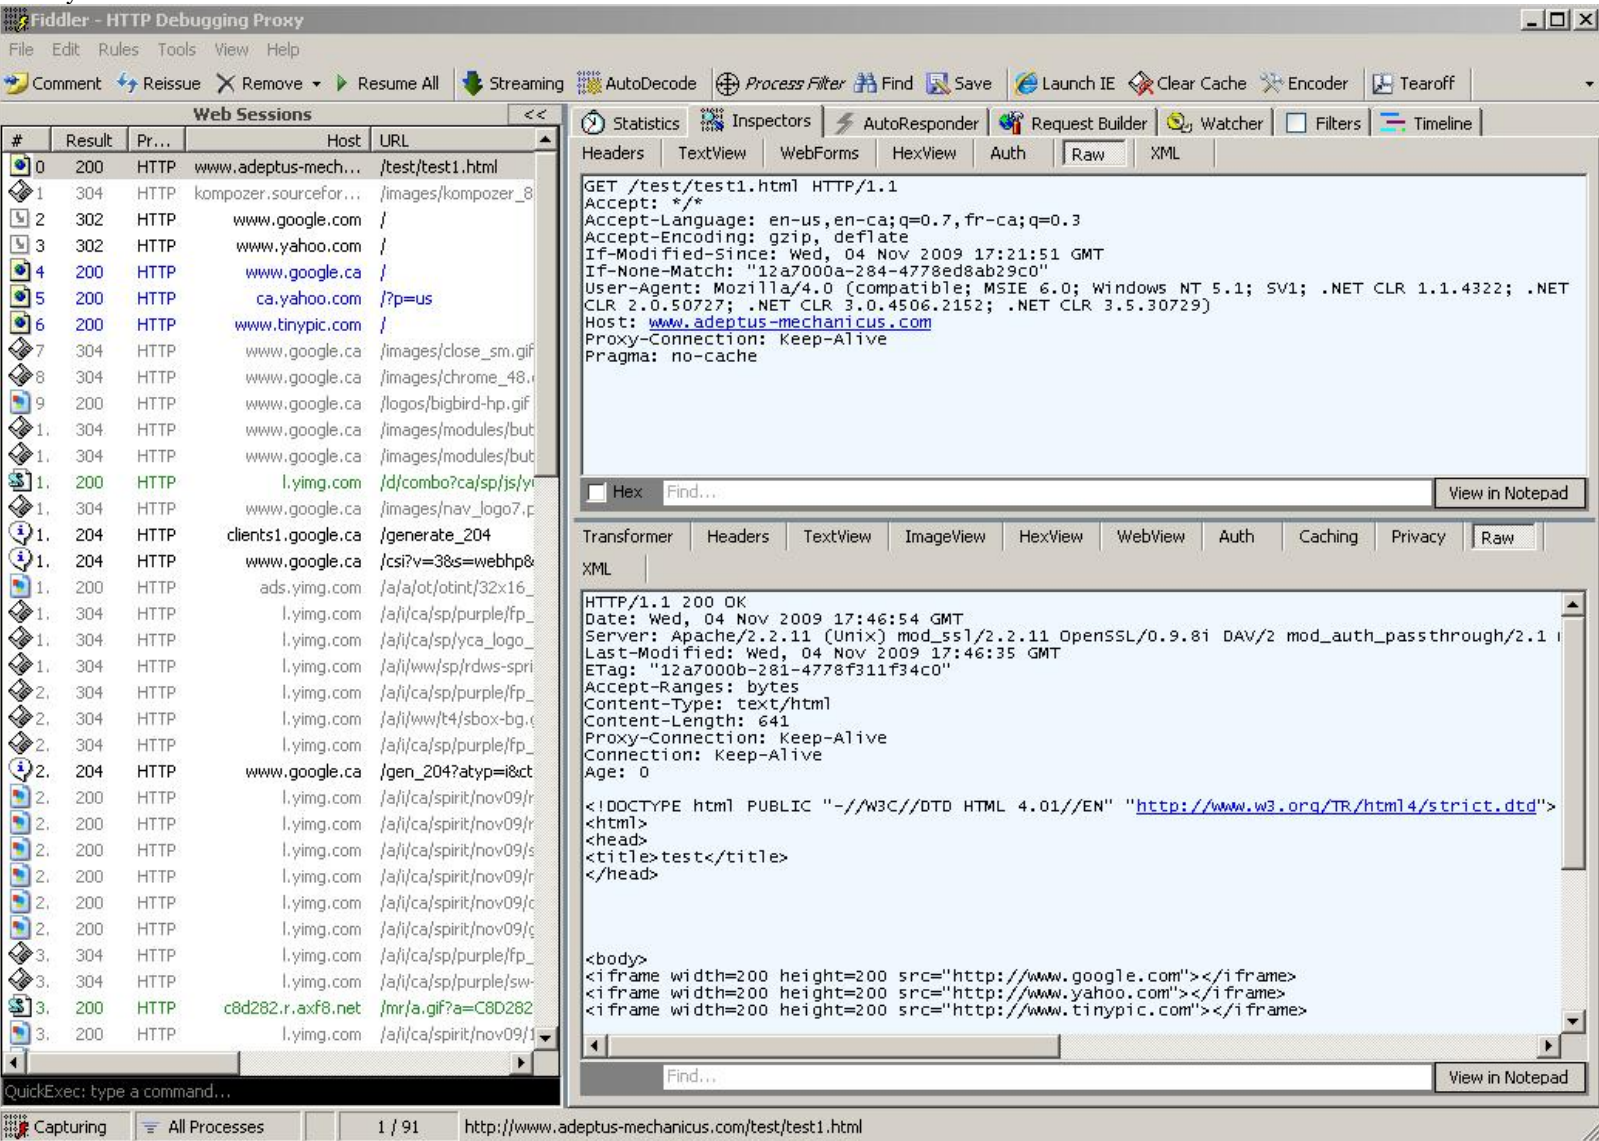 Fiddler - HTTP Debugging Proxy
File Edit Rules Tools View Help
Comment Reissue Remove Resume All Streaming AutoDecode Process Filter Find Save Launch IE Clear Cache Encoder Tearoff
Web Sessions <<
# Result Pr... Host URL
0 200 HTTP www.adeptus-mech... /test/test1.html
1 304 HTTP kompozer.sourcefor... /images/kompozer_8
2 302 HTTP www.google.com /
3 302 HTTP www.yahoo.com /
4 200 HTTP www.google.ca /
5 200 HTTP ca.yahoo.com /?p=us
6 200 HTTP www.tinypic.com /
7 304 HTTP www.google.ca /images/close_sm.gif
8 304 HTTP www.google.ca /images/chrome_48.
9 200 HTTP www.google.ca /logos/bigbird-hp.gif
1. 304 HTTP www.google.ca /images/modules/but
1. 304 HTTP www.google.ca /images/modules/but
1. 200 HTTP l.yimg.com /d/combo?ca/sp/js/y
1. 304 HTTP www.google.ca /images/nav_logo7.p
1. 204 HTTP clients1.google.ca /generate_204
1. 204 HTTP www.google.ca /csi?v=3&s=webhp&
1. 200 HTTP ads.yimg.com /a/a/ot/otint/32x16_
1. 304 HTTP l.yimg.com /a/i/ca/sp/purple/fp_
1. 304 HTTP l.yimg.com /a/i/ca/sp/yca_logo_
1. 304 HTTP l.yimg.com /a/i/ww/sp/rdws-spri
2. 304 HTTP l.yimg.com /a/i/ca/sp/purple/fp_
2. 304 HTTP l.yimg.com /a/i/ww/t4/sbox-bg.
2. 304 HTTP l.yimg.com /a/i/ca/sp/purple/fp_
2. 204 HTTP www.google.ca /gen_204?atyp=i&ct
2. 200 HTTP l.yimg.com /a/i/ca/spirit/nov09/r
2. 200 HTTP l.yimg.com /a/i/ca/spirit/nov09/r
2. 200 HTTP l.yimg.com /a/i/ca/spirit/nov09/s
2. 200 HTTP l.yimg.com /a/i/ca/spirit/nov09/r
2. 200 HTTP l.yimg.com /a/i/ca/spirit/nov09/c
2. 200 HTTP l.yimg.com /a/i/ca/spirit/nov09/g
3. 304 HTTP l.yimg.com /a/i/ca/sp/purple/fp_
3. 304 HTTP l.yimg.com /a/i/ca/sp/purple/sw-
3. 200 HTTP c8d282.r.axf8.net /mr/a.gif?a=C8D282
3. 200 HTTP l.yimg.com /a/i/ca/spirit/nov09/1
QuickExec: type a command...
Statistics Inspectors AutoResponder Request Builder Watcher Filters Timeline
Headers TextView WebForms HexView Auth Raw XML
GET /test/test1.html HTTP/1.1
Accept: */*
Accept-Language: en-us,en-ca;q=0.7,fr-ca;q=0.3
Accept-Encoding: gzip, deflate
If-Modified-Since: Wed, 04 Nov 2009 17:21:51 GMT
If-None-Match: "12a7000a-284-4778ed8ab29c0"
User-Agent: Mozilla/4.0 (compatible; MSIE 6.0; Windows NT 5.1; SV1; .NET CLR 1.1.4322; .NET
CLR 2.0.50727; .NET CLR 3.0.4506.2152; .NET CLR 3.5.30729)
Host: www.adeptus-mechanicus.com
Proxy-Connection: Keep-Alive
Pragma: no-cache
Hex Find... View in Notepad
Transformer Headers TextView ImageView HexView WebView Auth Caching Privacy Raw
XML
HTTP/1.1 200 OK
Date: Wed, 04 Nov 2009 17:46:54 GMT
Server: Apache/2.2.11 (Unix) mod_ssl/2.2.11 OpenSSL/0.9.8i DAV/2 mod_auth_passthrough/2.1
Last-Modified: Wed, 04 Nov 2009 17:46:35 GMT
ETag: "12a7000b-281-4778f311f34c0"
Accept-Ranges: bytes
Content-Type: text/html
Content-Length: 641
Proxy-Connection: Keep-Alive
Connection: Keep-Alive
Age: 0
<!DOCTYPE html PUBLIC "-//W3C//DTD HTML 4.01//EN" "http://www.w3.org/TR/html4/strict.dtd">
<html>
<head>
<title>test</title>
</head>
<body>
<iframe width=200 height=200 src="http://www.google.com"></iframe>
<iframe width=200 height=200 src="http://www.yahoo.com"></iframe>
<iframe width=200 height=200 src="http://www.tinypic.com"></iframe>
Find... View in Notepad
Capturing All Processes 1 / 91 http://www.adeptus-mechanicus.com/test/test1.html